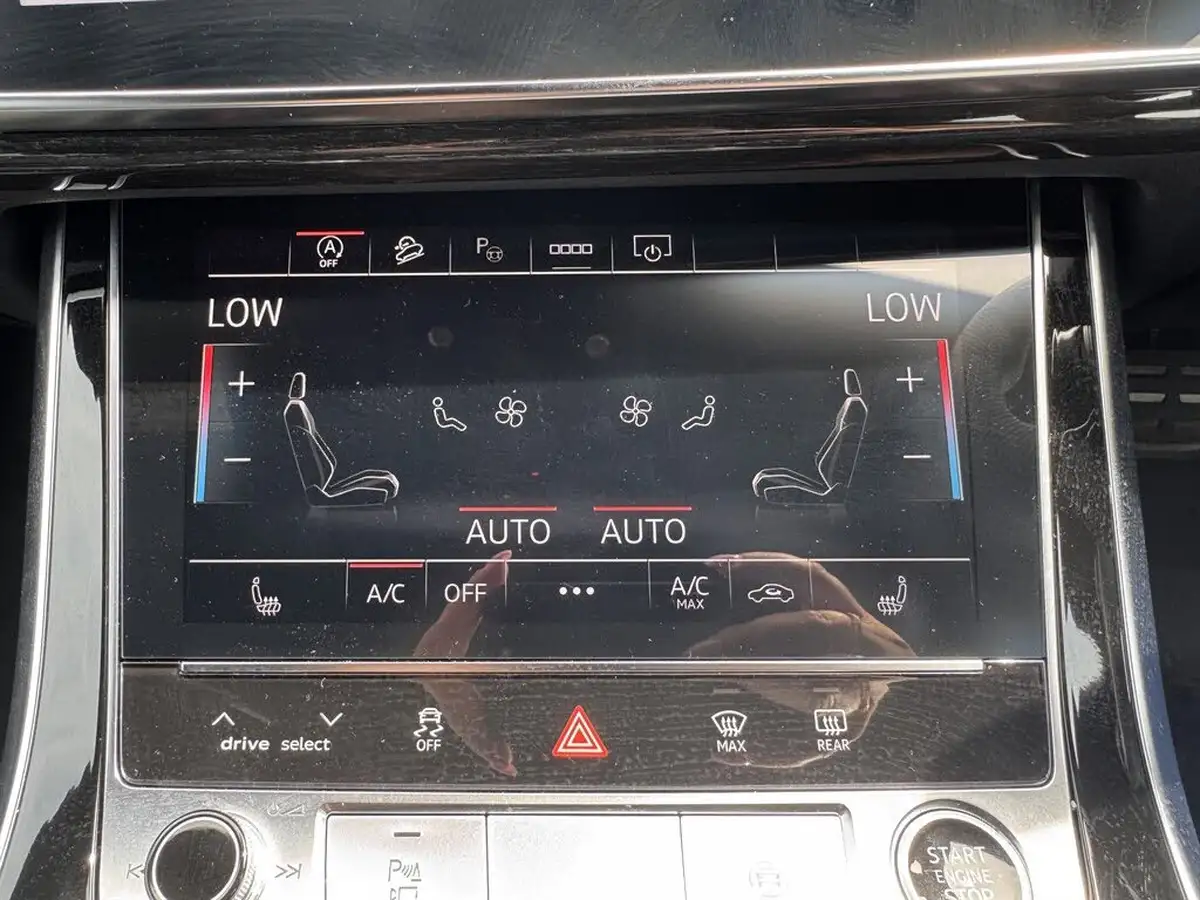 A
OFF
P
LOW LOW
+ +
- -
AUTO AUTO
A/C OFF ••• A/C
MAX
drive select
OFF
MAX
REAR
P
START
ENGINE
STOP